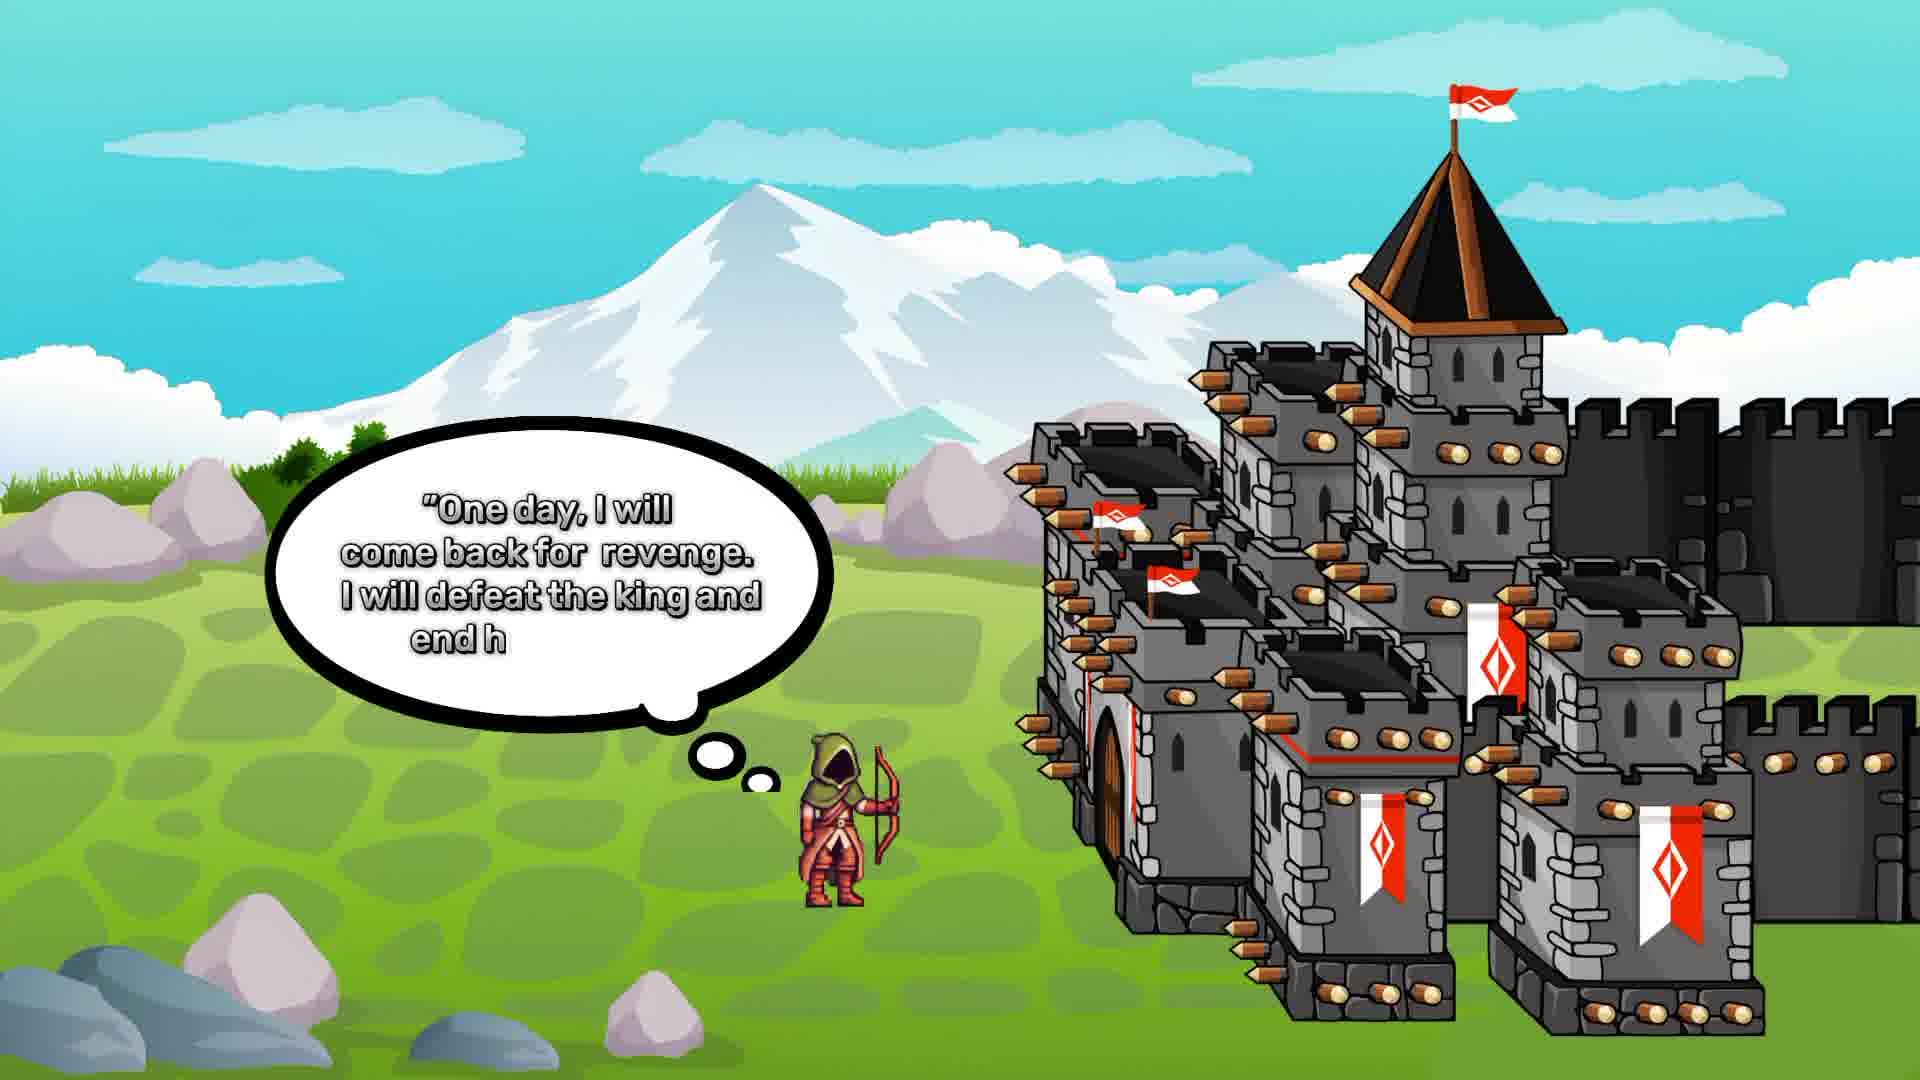 "One day, I will
come back for revenge.
I will defeat the king and
end h